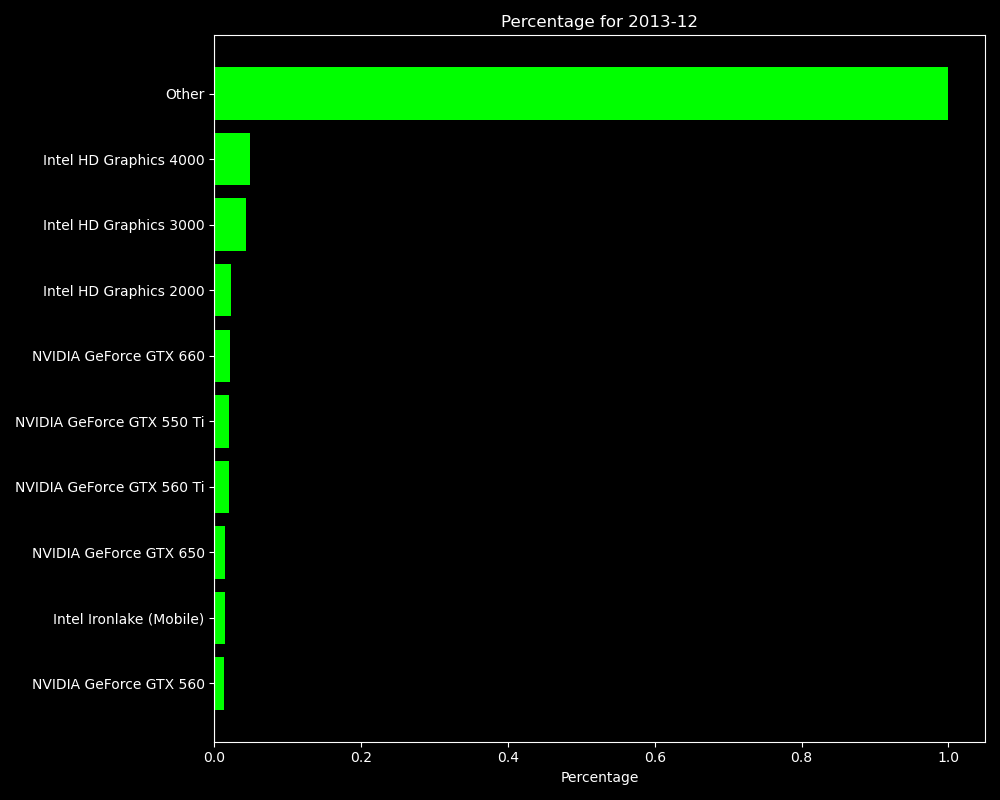 Percentage for 2013-12
Other
Intel HD Graphics 4000
Intel HD Graphics 3000
Intel HD Graphics 2000
NVIDIA GeForce GTX 660
NVIDIA GeForce GTX 550 Ti
NVIDIA GeForce GTX 560 Ti
NVIDIA GeForce GTX 650
Intel Ironlake (Mobile)
NVIDIA GeForce GTX 560
0.0 0.2 0.4 0.6 0.8 1.0
Percentage